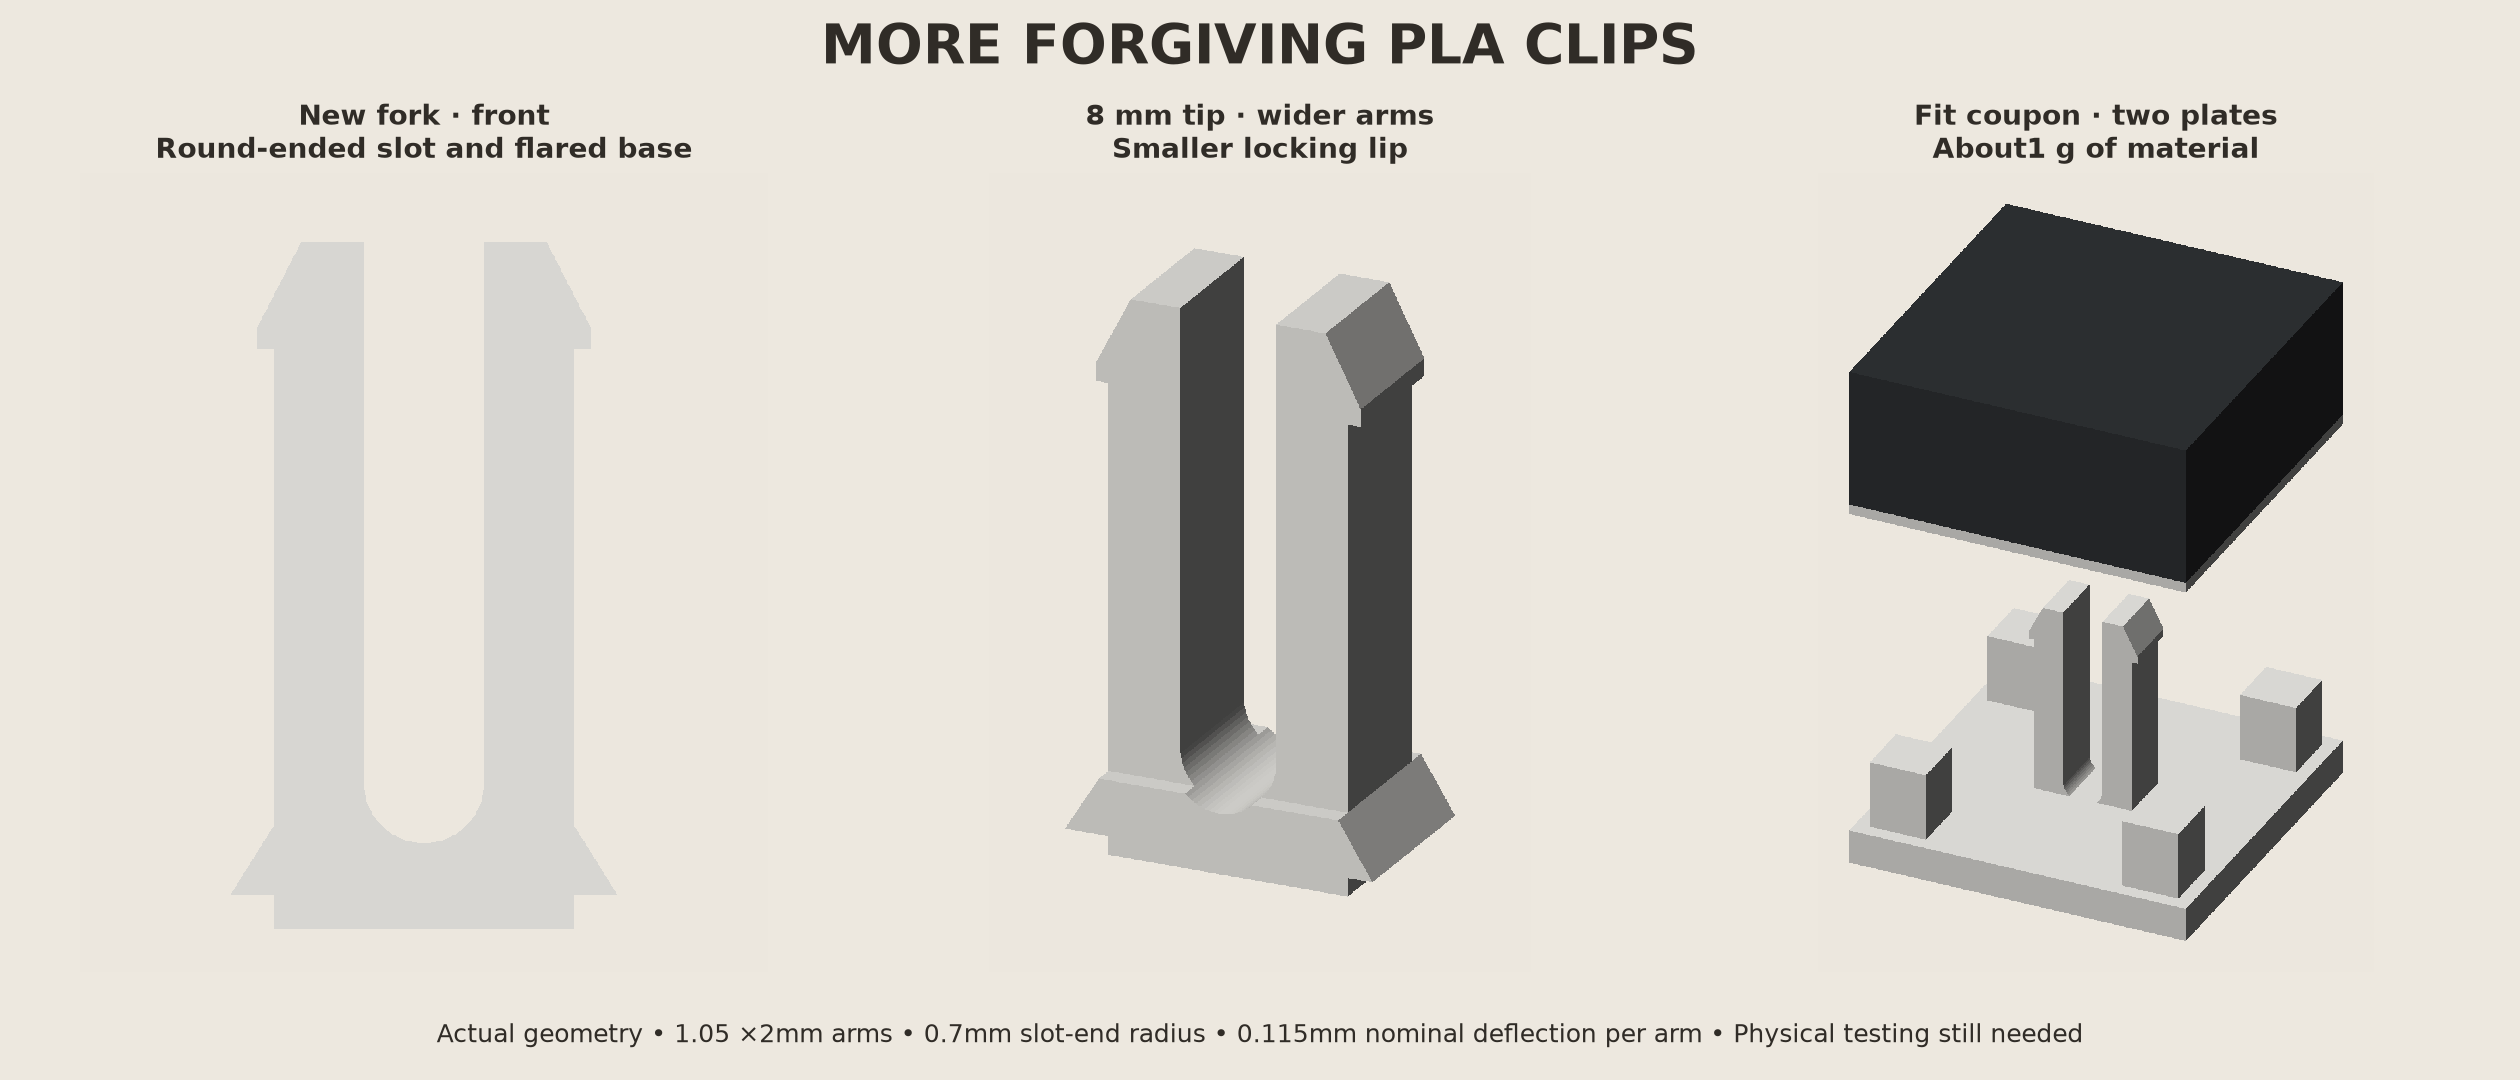 MORE FORGIVING PLA CLIPS
New fork · front
Round-ended slot and flared base
8 mm tip · wider arms
Smaller locking lip
Fit coupon · two plates
About1 g of material
Actual geometry • 1.05 ×2mm arms • 0.7mm slot-end radius • 0.115mm nominal deflection per arm • Physical testing still needed